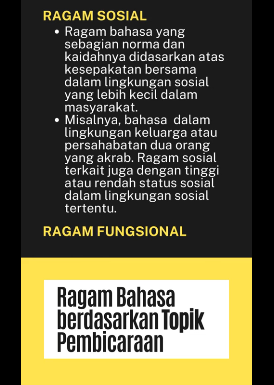 RAGAM SOSIAL
• Ragam bahasa yang
sebagian norma dan
kaidahnya didasarkan atas
kesepakatan bersama
dalam lingkungan sosial
yang lebih kecil dalam
masyarakat.
• Misalnya, bahasa dalam
lingkungan keluarga atau
persahabatan dua orang
yang akrab. Ragam sosial
terkait juga dengan tinggi
atau rendah status sosial
dalam lingkungan sosial
tertentu.
RAGAM FUNGSIONAL
Ragam Bahasa
berdasarkan Topik
Pembicaraan